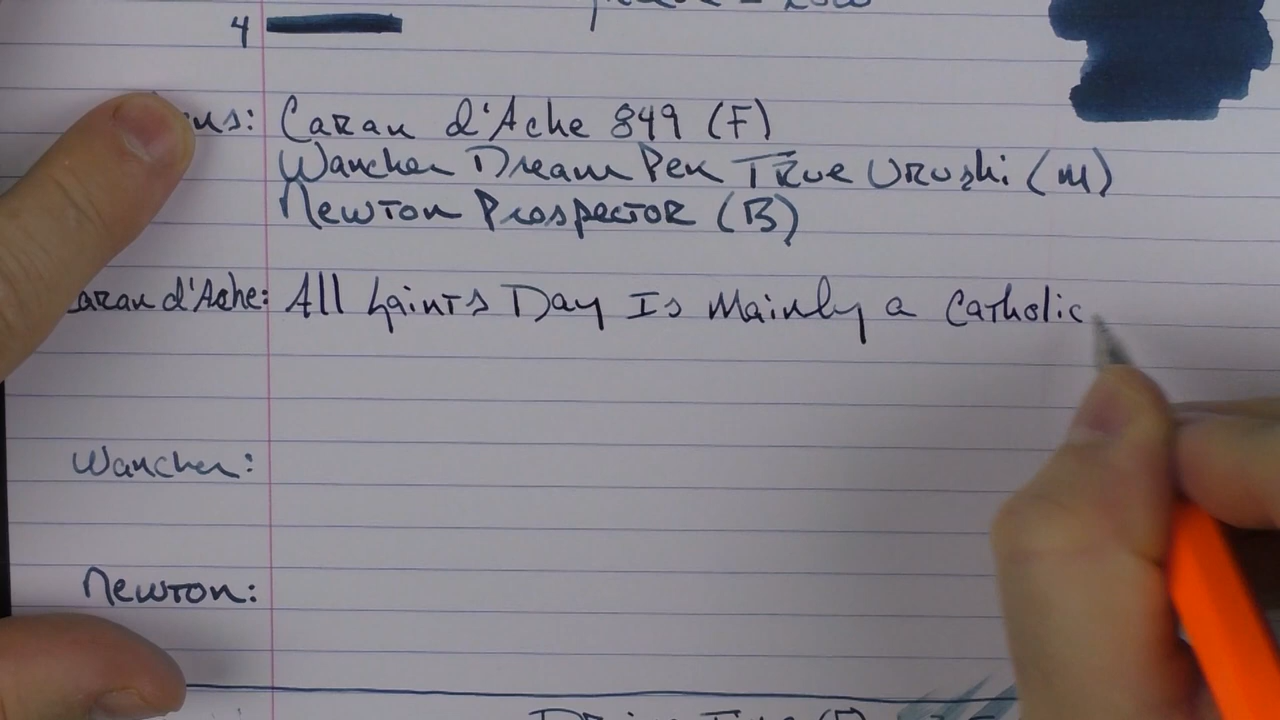 4
Caran d'Ache 849 (F)
Wancher Dream Pen True Urushi (M)
Newton Prospector (B)
Caran d'Ache: All Saints Day Is Mainly a Catholic
Wancher:
Newton: